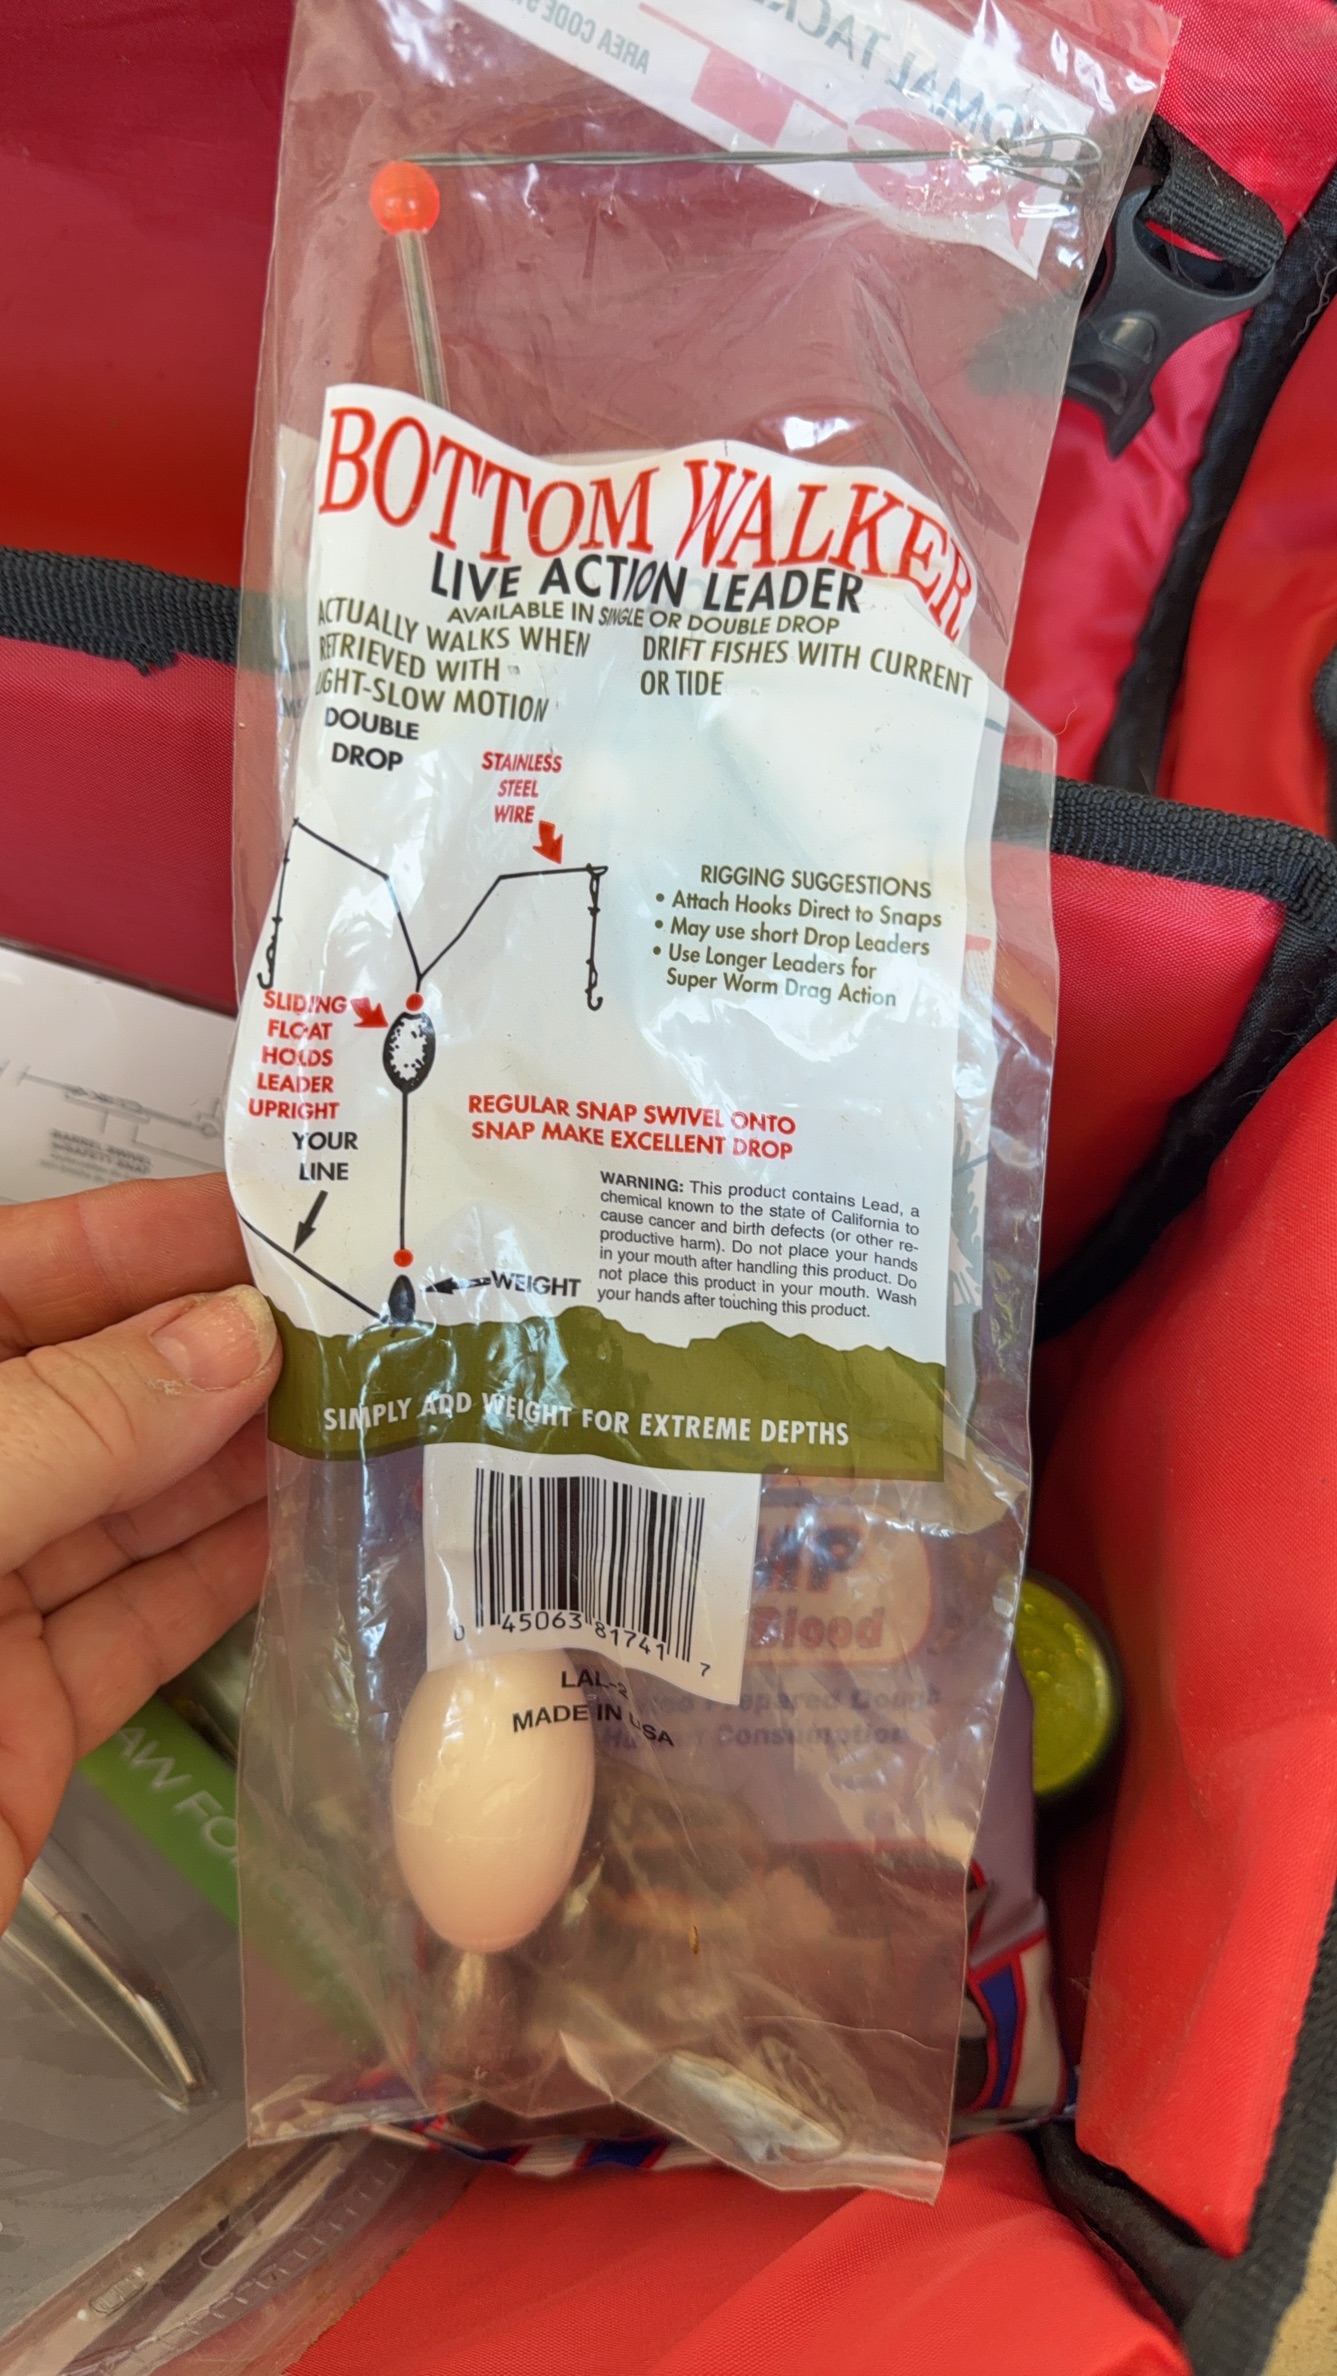 AREA CODE
BOTTOM WALKER
LIVE ACTION LEADER
AVAILABLE IN SINGLE OR DOUBLE DROP
ACTUALLY WALKS WHEN
RETRIEVED WITH
LIGHT-SLOW MOTION
DRIFT FISHES WITH CURRENT
OR TIDE
DOUBLE
DROP
STAINLESS
STEEL
WIRE
RIGGING SUGGESTIONS
• Attach Hooks Direct to Snaps
• May use short Drop Leaders
• Use Longer Leaders for
Super Worm Drag Action
SLIDING
FLOAT
HOLDS
LEADER
UPRIGHT
YOUR
LINE
REGULAR SNAP SWIVEL ONTO
SNAP MAKE EXCELLENT DROP
WARNING: This product contains Lead, a
chemical known to the state of California to
cause cancer and birth defects (or other re-
productive harm). Do not place your hands
in your mouth after handling this product. Do
not place this product in your mouth. Wash
your hands after touching this product.
WEIGHT
SIMPLY ADD WEIGHT FOR EXTREME DEPTHS
0 45063 81741 7
MADE IN USA
Blood
Prepared Dough
Consumption